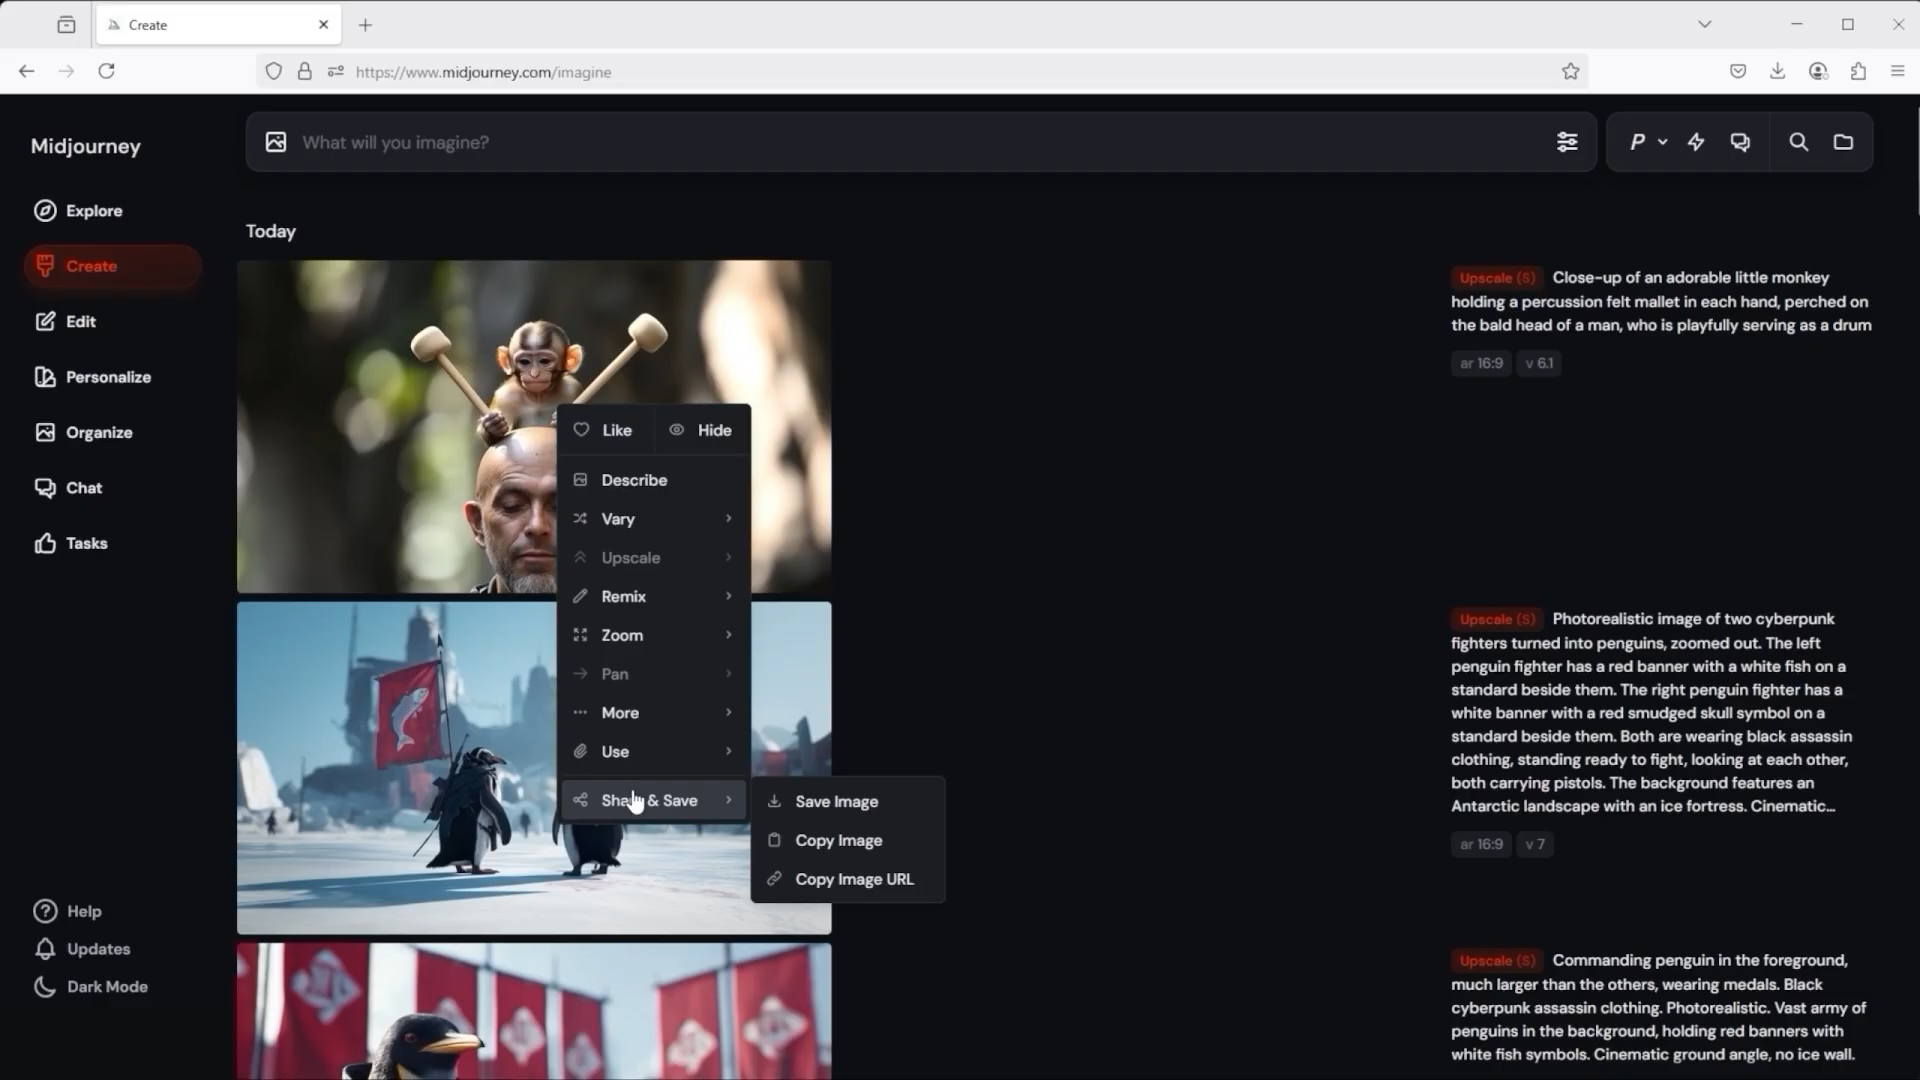 Create
https://www.midjourney.com/imagine
Midjourney
What will you imagine?
P
Explore
Create
Edit
Personalize
Organize
Chat
Tasks
Help
Updates
Dark Mode
Today
Like
Hide
Describe
Vary
Upscale
Remix
Zoom
Pan
More
Use
Share & Save
Save Image
Copy Image
Copy Image URL
Upscale (S) Close-up of an adorable little monkey
holding a percussion felt mallet in each hand, perched on
the bald head of a man, who is playfully serving as a drum
ar 16:9 v 6.1
Upscale (S) Photorealistic image of two cyberpunk
fighters turned into penguins, zoomed out. The left
penguin fighter has a red banner with a white fish on a
standard beside them. The right penguin fighter has a
white banner with a red smudged skull symbol on a
standard beside them. Both are wearing black assassin
clothing, standing ready to fight, looking at each other,
both carrying pistols. The background features an
Antarctic landscape with an ice fortress. Cinematic...
ar 16:9 v 7
Upscale (S) Commanding penguin in the foreground,
much larger than the others, wearing medals. Black
cyberpunk assassin clothing. Photorealistic. Vast army of
penguins in the background, holding red banners with
white fish symbols. Cinematic ground angle, no ice wall.